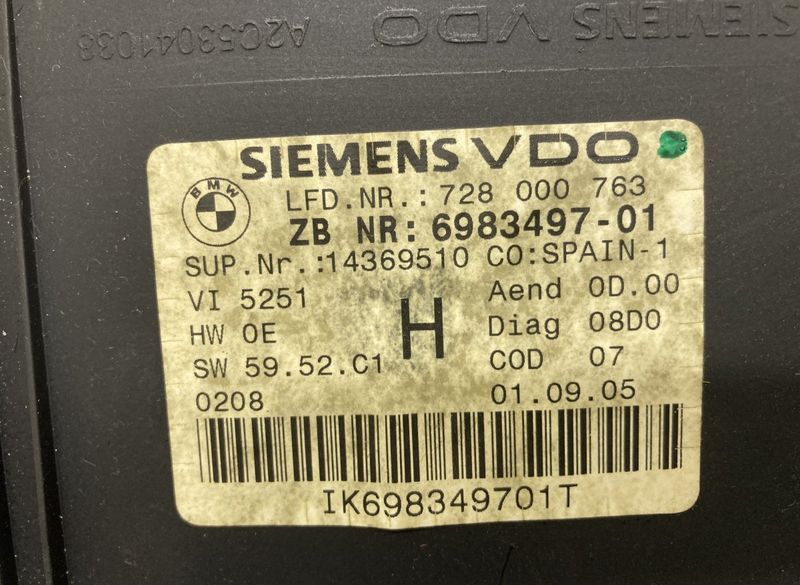 A2C53041033 VDO SIEMENS
SIEMENS VDO
BMW
LFD.NR.: 728 000 763
ZB NR: 6983497-01
SUP.Nr.:14369510 CO:SPAIN-1
VI 5251 Aend 0D.00
H
HW 0E Diag 08D0
SW 59.52.C1 COD 07
0208 01.09.05
IK698349701T